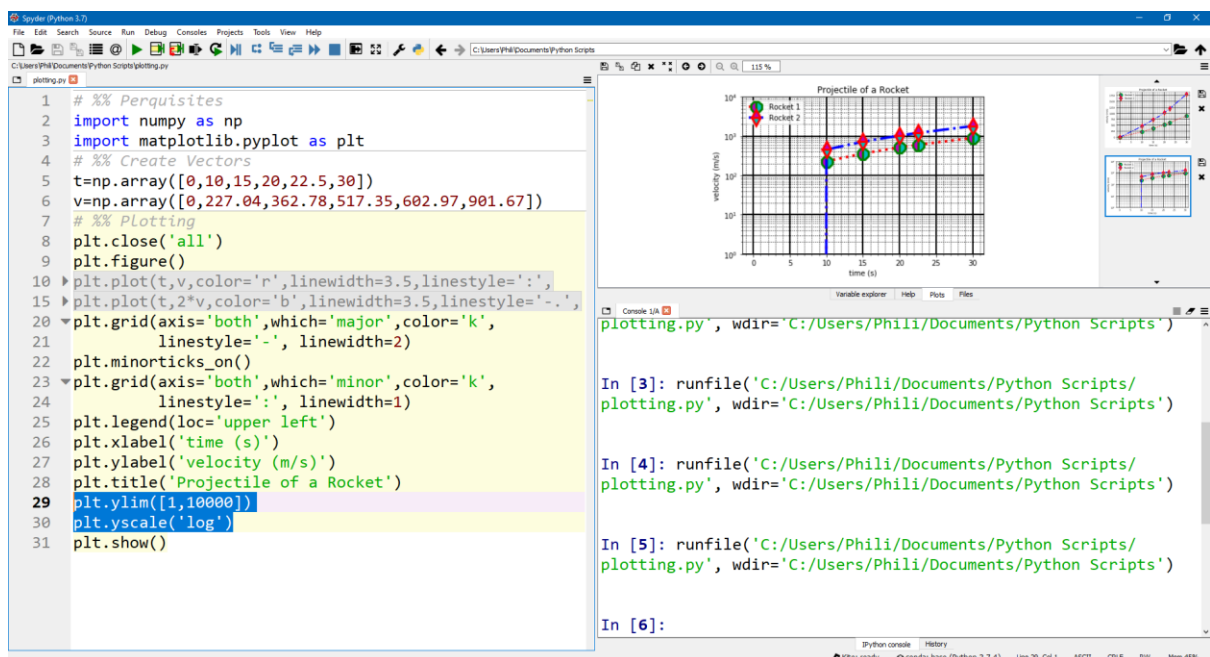 Spyder (Python 3.7)
File Edit Search Source Run Debug Consoles Projects Tools View Help
C:\Users\Phili\Documents\Python Scripts
C:\Users\Phili\Documents\Python Scripts\plotting.py
plotting.py
1 # %% Perquisites
2 import numpy as np
3 import matplotlib.pyplot as plt
4 # %% Create Vectors
5 t=np.array([0,10,15,20,22.5,30])
6 v=np.array([0,227.04,362.78,517.35,602.97,901.67])
7 # %% Plotting
8 plt.close('all')
9 plt.figure()
10 plt.plot(t,v,color='r',linewidth=3.5,linestyle=':',
15 plt.plot(t,2*v,color='b',linewidth=3.5,linestyle='-.',
20 plt.grid(axis='both',which='major',color='k',
21 linestyle='-', linewidth=2)
22 plt.minorticks_on()
23 plt.grid(axis='both',which='minor',color='k',
24 linestyle=':', linewidth=1)
25 plt.legend(loc='upper left')
26 plt.xlabel('time (s)')
27 plt.ylabel('velocity (m/s)')
28 plt.title('Projectile of a Rocket')
29 plt.ylim([1,10000])
30 plt.yscale('log')
31 plt.show()
115 %
Projectile of a Rocket
Rocket 1
Rocket 2
10⁴
10³
10²
10¹
10⁰
velocity (m/s)
0 5 10 15 20 25 30
time (s)
Variable explorer Help Plots Files
Console 1/A
plotting.py', wdir='C:/Users/Phili/Documents/Python Scripts')
In [3]: runfile('C:/Users/Phili/Documents/Python Scripts/
plotting.py', wdir='C:/Users/Phili/Documents/Python Scripts')
In [4]: runfile('C:/Users/Phili/Documents/Python Scripts/
plotting.py', wdir='C:/Users/Phili/Documents/Python Scripts')
In [5]: runfile('C:/Users/Phili/Documents/Python Scripts/
plotting.py', wdir='C:/Users/Phili/Documents/Python Scripts')
In [6]:
IPython console History